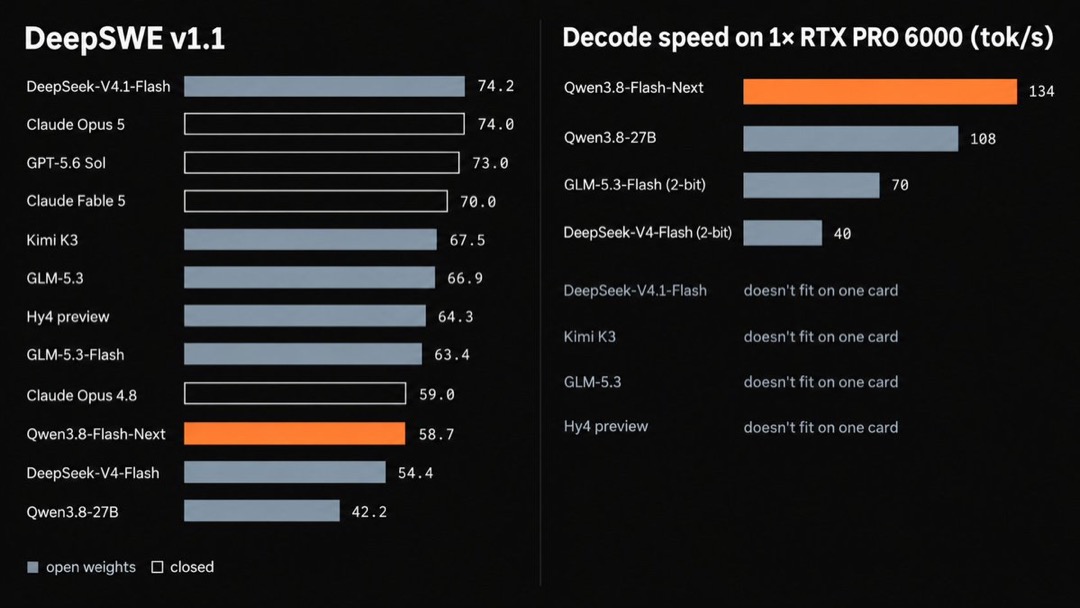 DeepSWE v1.1
DeepSeek-V4.1-Flash 74.2
Claude Opus 5 74.0
GPT-5.6 Sol 73.0
Claude Fable 5 70.0
Kimi K3 67.5
GLM-5.3 66.9
Hy4 preview 64.3
GLM-5.3-Flash 63.4
Claude Opus 4.8 59.0
Qwen3.8-Flash-Next 58.7
DeepSeek-V4-Flash 54.4
Qwen3.8-27B 42.2
open weights closed
Decode speed on 1× RTX PRO 6000 (tok/s)
Qwen3.8-Flash-Next 134
Qwen3.8-27B 108
GLM-5.3-Flash (2-bit) 70
DeepSeek-V4-Flash (2-bit) 40
DeepSeek-V4.1-Flash doesn't fit on one card
Kimi K3 doesn't fit on one card
GLM-5.3 doesn't fit on one card
Hy4 preview doesn't fit on one card